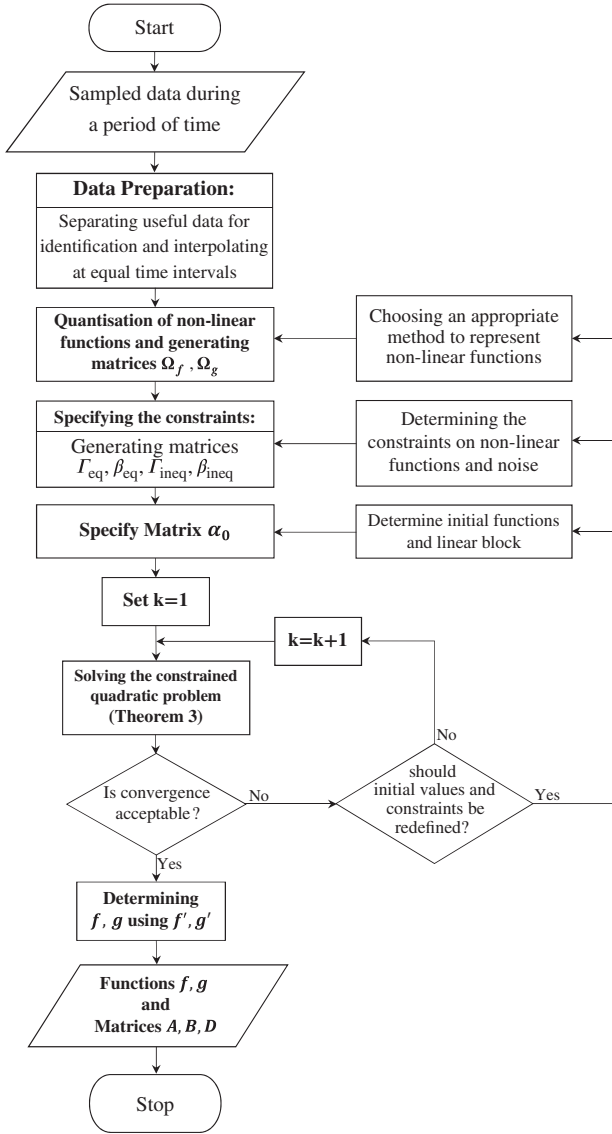 Start
Sampled data during
a period of time
Data Preparation:
Separating useful data for
identification and interpolating
at equal time intervals
Quantisation of non-linear
functions and generating
matrices Ω_f , Ω_g
Choosing an appropriate
method to represent
non-linear functions
Specifying the constraints:
Generating matrices
Γ_eq, β_eq, Γ_ineq, β_ineq
Determining the
constraints on non-linear
functions and noise
Specify Matrix α_0
Determine initial functions
and linear block
Set k=1
k=k+1
Solving the constrained
quadratic problem
(Theorem 3)
No
Is convergence
acceptable?
No
should
initial values and
constraints be
redefined?
Yes
Yes
Determining
f, g using f', g'
Functions f, g
and
Matrices A, B, D
Stop